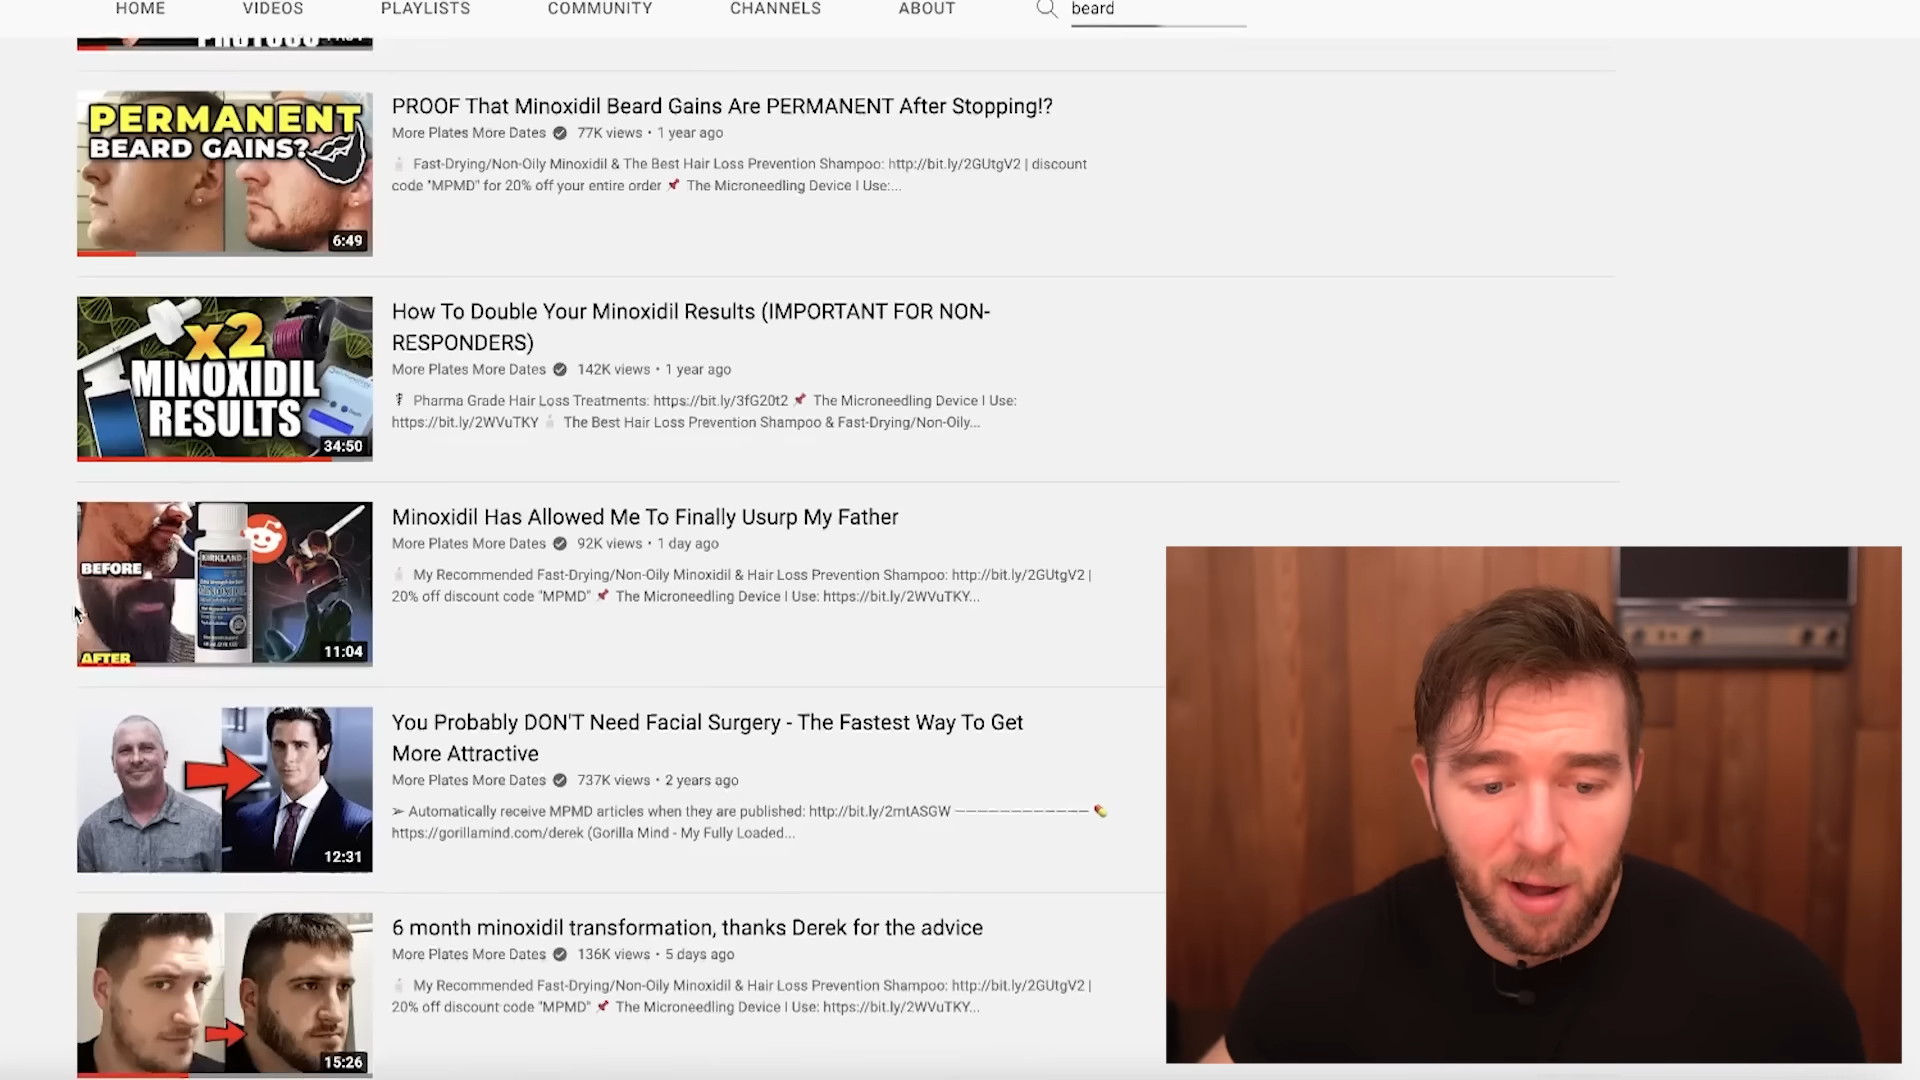 HOME VIDEOS PLAYLISTS COMMUNITY CHANNELS ABOUT beard
PERMANENT
BEARD GAINS?
6:49
PROOF That Minoxidil Beard Gains Are PERMANENT After Stopping!?
More Plates More Dates 77K views • 1 year ago
Fast-Drying/Non-Oily Minoxidil & The Best Hair Loss Prevention Shampoo: http://bit.ly/2GUtgV2 | discount
code "MPMD" for 20% off your entire order 📌 The Microneedling Device I Use:...
x2
MINOXIDIL
RESULTS
34:50
How To Double Your Minoxidil Results (IMPORTANT FOR NON-
RESPONDERS)
More Plates More Dates 142K views • 1 year ago
Pharma Grade Hair Loss Treatments: https://bit.ly/3fG20t2 📌 The Microneedling Device I Use:
https://bit.ly/2WVuTKY The Best Hair Loss Prevention Shampoo & Fast-Drying/Non-Oily...
BEFORE
KIRKLAND
MINOXIDIL
AFTER
11:04
Minoxidil Has Allowed Me To Finally Usurp My Father
More Plates More Dates 92K views • 1 day ago
My Recommended Fast-Drying/Non-Oily Minoxidil & Hair Loss Prevention Shampoo: http://bit.ly/2GUtgV2 |
20% off discount code "MPMD" 📌 The Microneedling Device I Use: https://bit.ly/2WVuTKY...
12:31
You Probably DON'T Need Facial Surgery - The Fastest Way To Get
More Attractive
More Plates More Dates 737K views • 2 years ago
➢ Automatically receive MPMD articles when they are published: http://bit.ly/2mtASGW ──────────── 💊
https://gorillamind.com/derek (Gorilla Mind - My Fully Loaded...
15:26
6 month minoxidil transformation, thanks Derek for the advice
More Plates More Dates 136K views • 5 days ago
My Recommended Fast-Drying/Non-Oily Minoxidil & Hair Loss Prevention Shampoo: http://bit.ly/2GUtgV2 |
20% off discount code "MPMD" 📌 The Microneedling Device I Use: https://bit.ly/2WVuTKY...